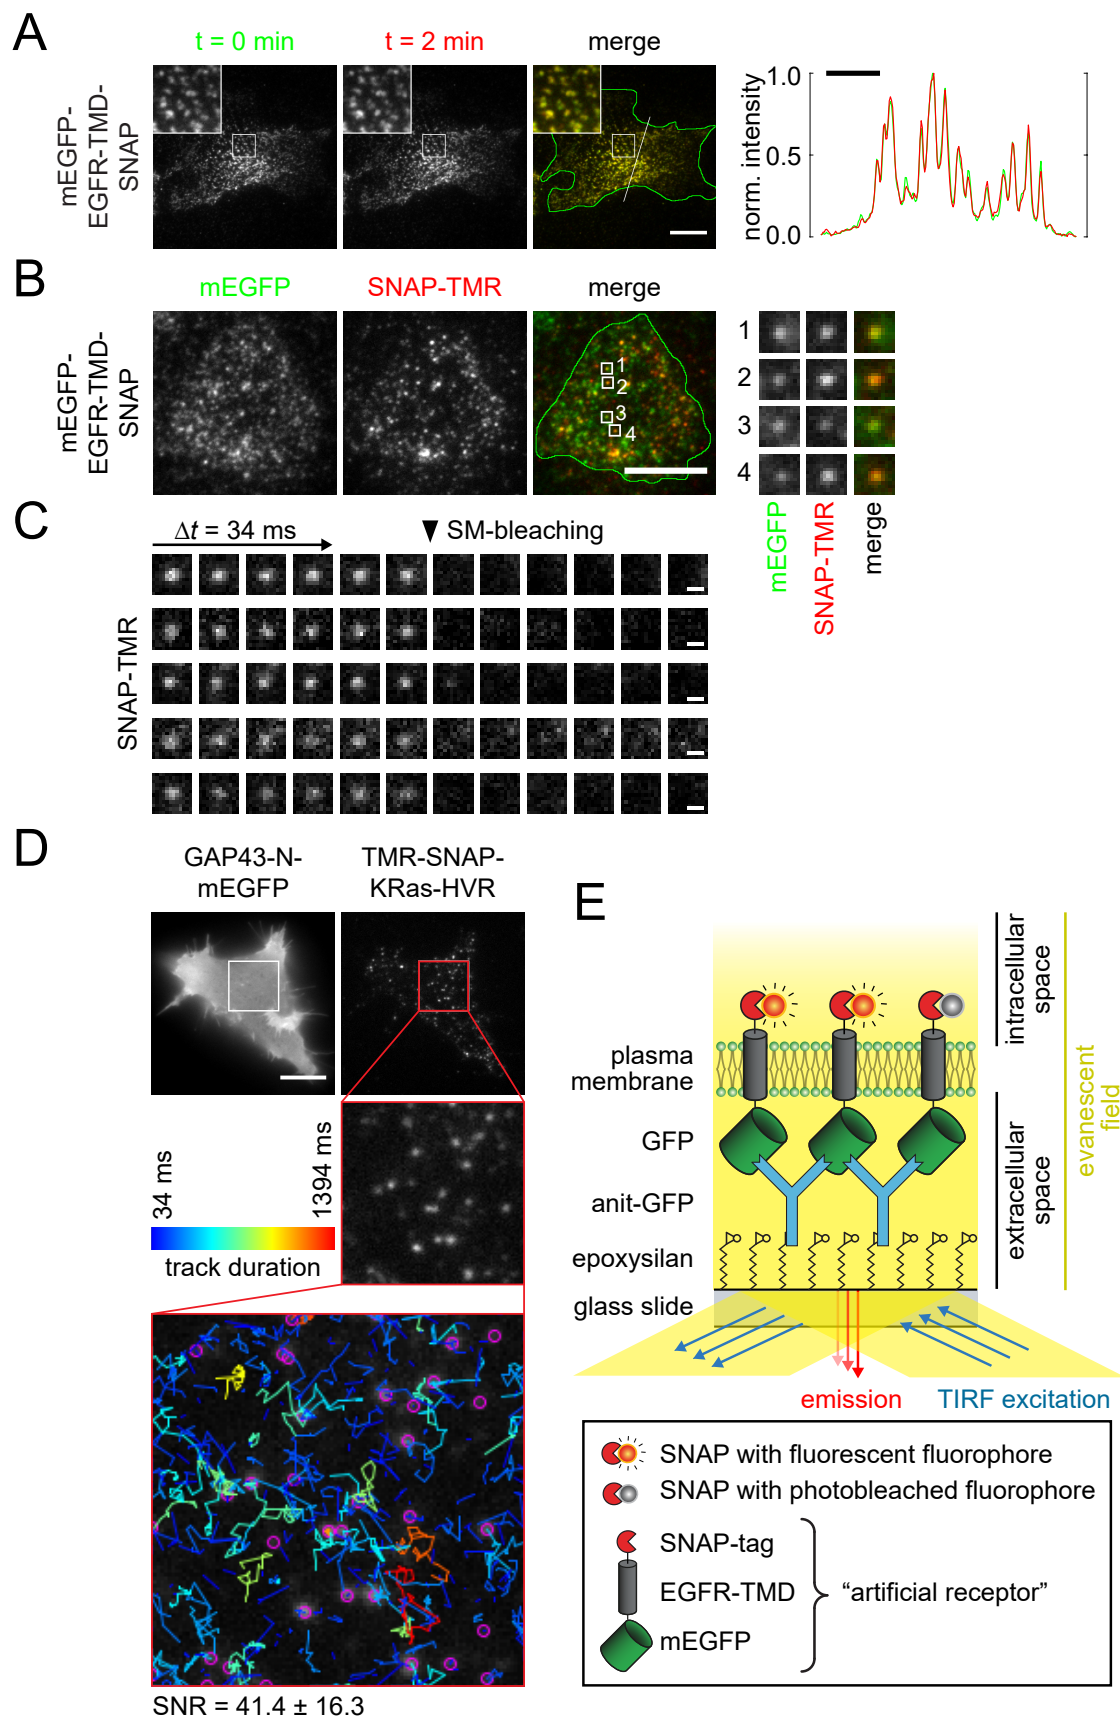 A
t = 0 min
t = 2 min
merge
mEGFP-
EGFR-TMD-
SNAP
norm. intensity
1.0
0.5
0.0
B
mEGFP
SNAP-TMR
merge
mEGFP-
EGFR-TMD-
SNAP
1
2
3
4
1
2
3
4
mEGFP
SNAP-TMR
merge
C
Δt = 34 ms
SM-bleaching
SNAP-TMR
D
GAP43-N-
mEGFP
TMR-SNAP-
KRas-HVR
34 ms
1394 ms
track duration
SNR = 41.4 ± 16.3
E
intracellular
space
plasma
membrane
GFP
anit-GFP
epoxysilan
glass slide
extracellular
space
evanescent
field
emission
TIRF excitation
SNAP with fluorescent fluorophore
SNAP with photobleached fluorophore
SNAP-tag
EGFR-TMD
mEGFP
“artificial receptor”